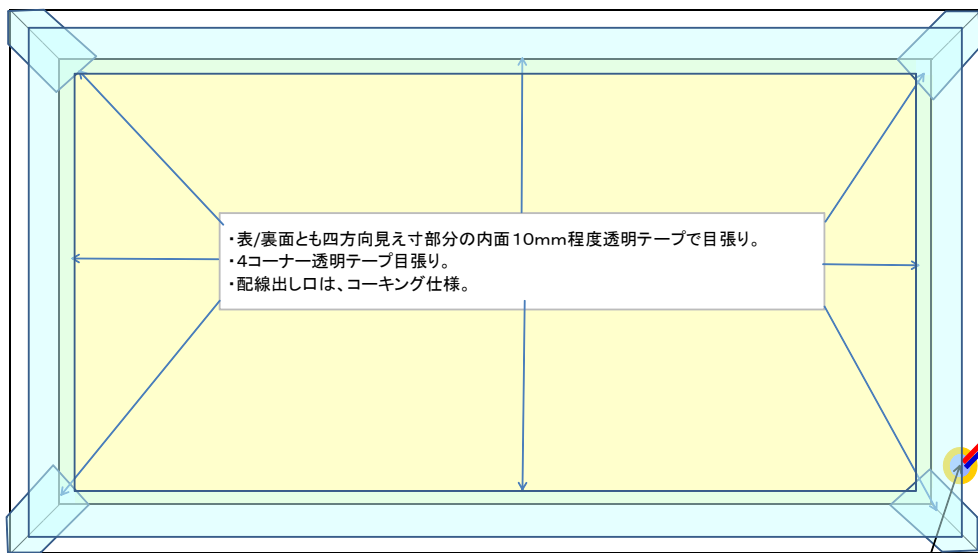 ・表/裏面とも四方向見え寸部分の内面10mm程度透明テープで目張り。
・4コーナー透明テープ目張り。
・配線出し口は、コーキング仕様。